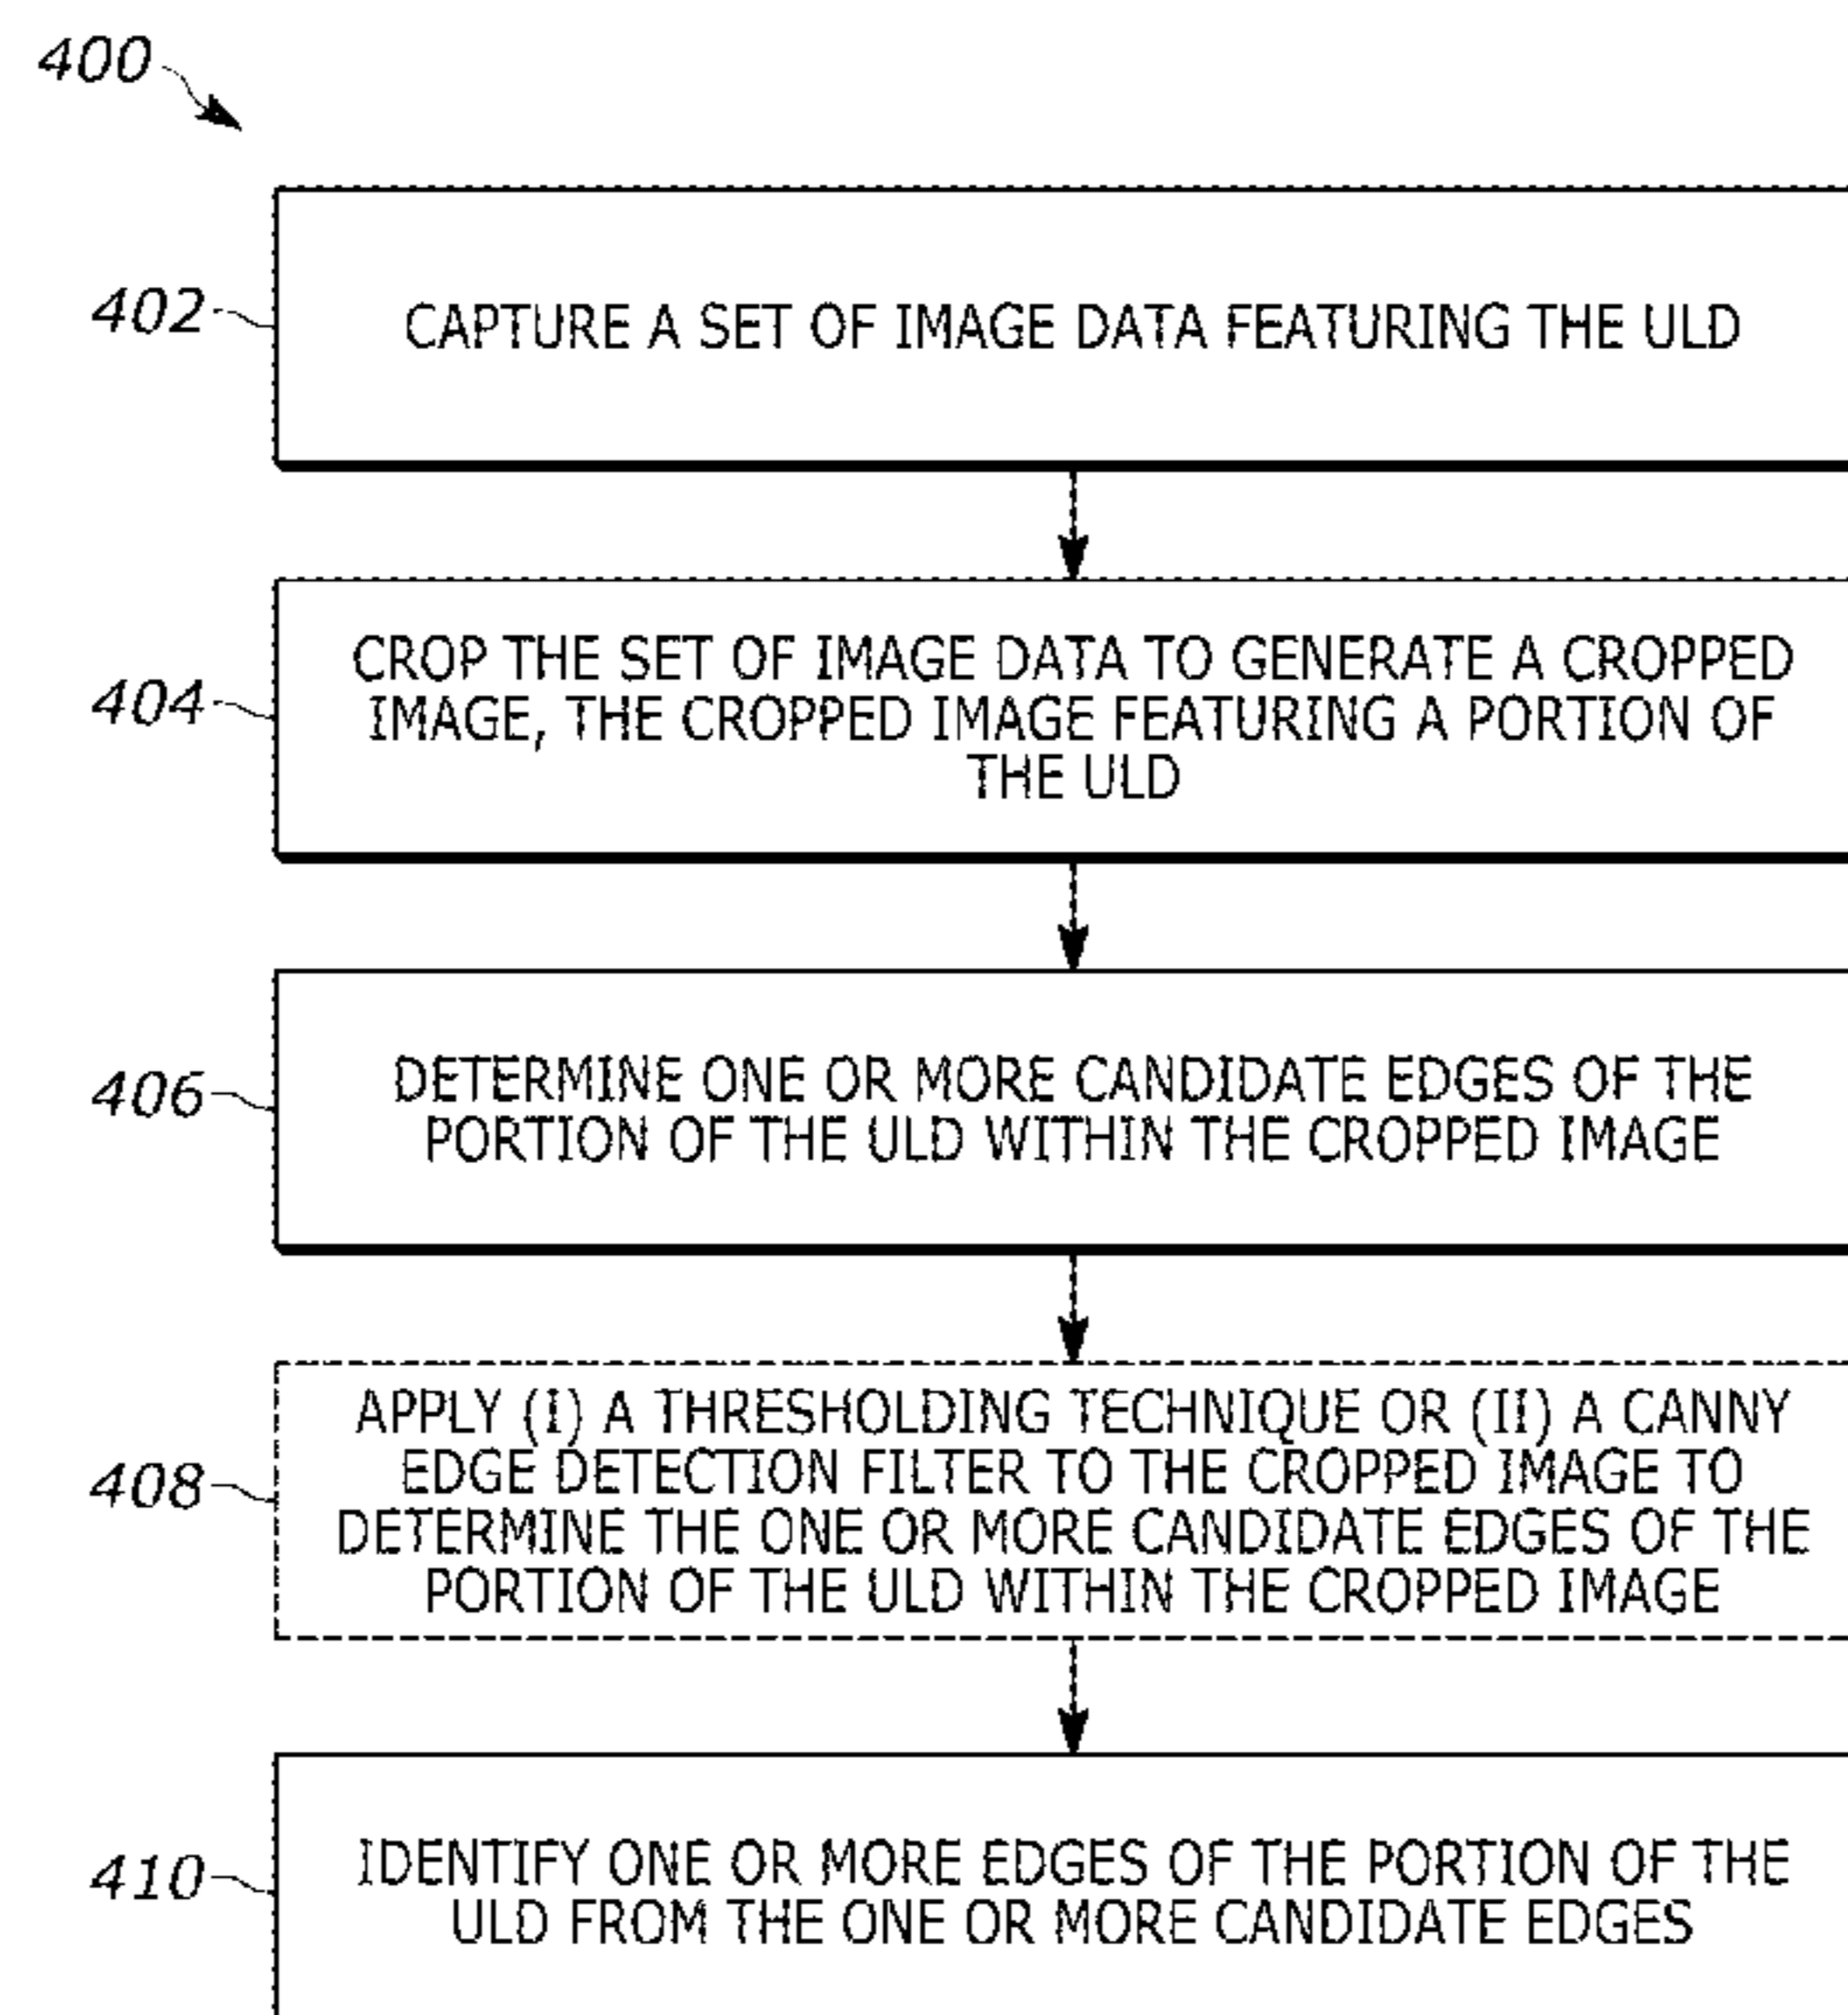 400
402
CAPTURE A SET OF IMAGE DATA FEATURING THE ULD
404
CROP THE SET OF IMAGE DATA TO GENERATE A CROPPED
IMAGE, THE CROPPED IMAGE FEATURING A PORTION OF
THE ULD
406
DETERMINE ONE OR MORE CANDIDATE EDGES OF THE
PORTION OF THE ULD WITHIN THE CROPPED IMAGE
408
APPLY (I) A THRESHOLDING TECHNIQUE OR (II) A CANNY
EDGE DETECTION FILTER TO THE CROPPED IMAGE TO
DETERMINE THE ONE OR MORE CANDIDATE EDGES OF THE
PORTION OF THE ULD WITHIN THE CROPPED IMAGE
410
IDENTIFY ONE OR MORE EDGES OF THE PORTION OF THE
ULD FROM THE ONE OR MORE CANDIDATE EDGES